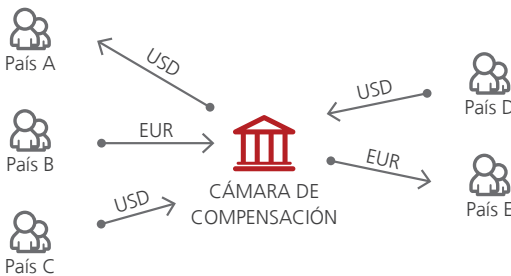 País A
USD
País B
EUR
País C
USD
CÁMARA DE
COMPENSACIÓN
USD
País D
EUR
País E